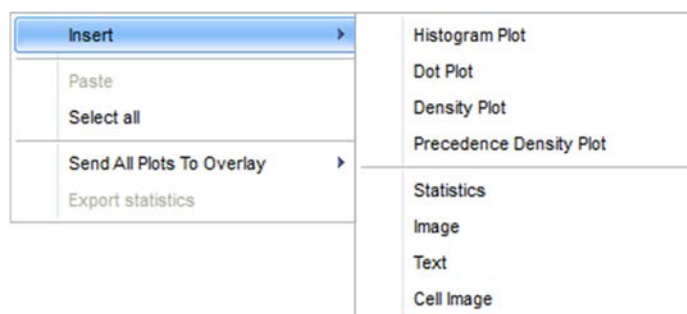 Insert
Paste
Select all
Send All Plots To Overlay
Export statistics
Histogram Plot
Dot Plot
Density Plot
Precedence Density Plot
Statistics
Image
Text
Cell Image